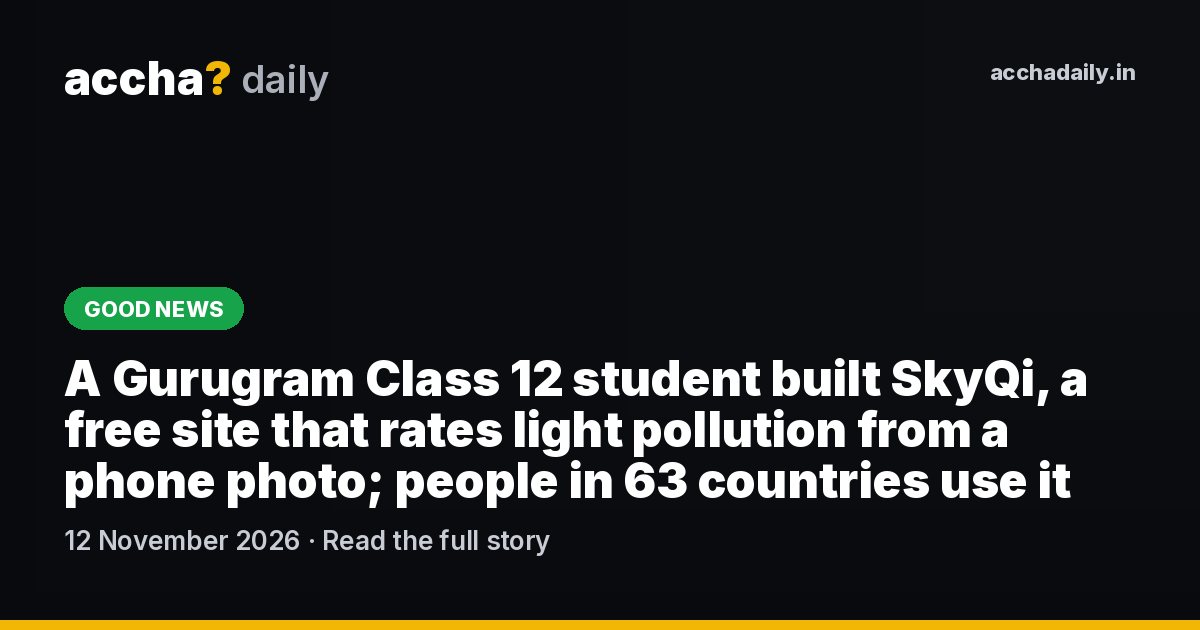 accha? daily
acchadaily.in
GOOD NEWS
A Gurugram Class 12 student built SkyQi, a
free site that rates light pollution from a
phone photo; people in 63 countries use it
12 November 2026 · Read the full story